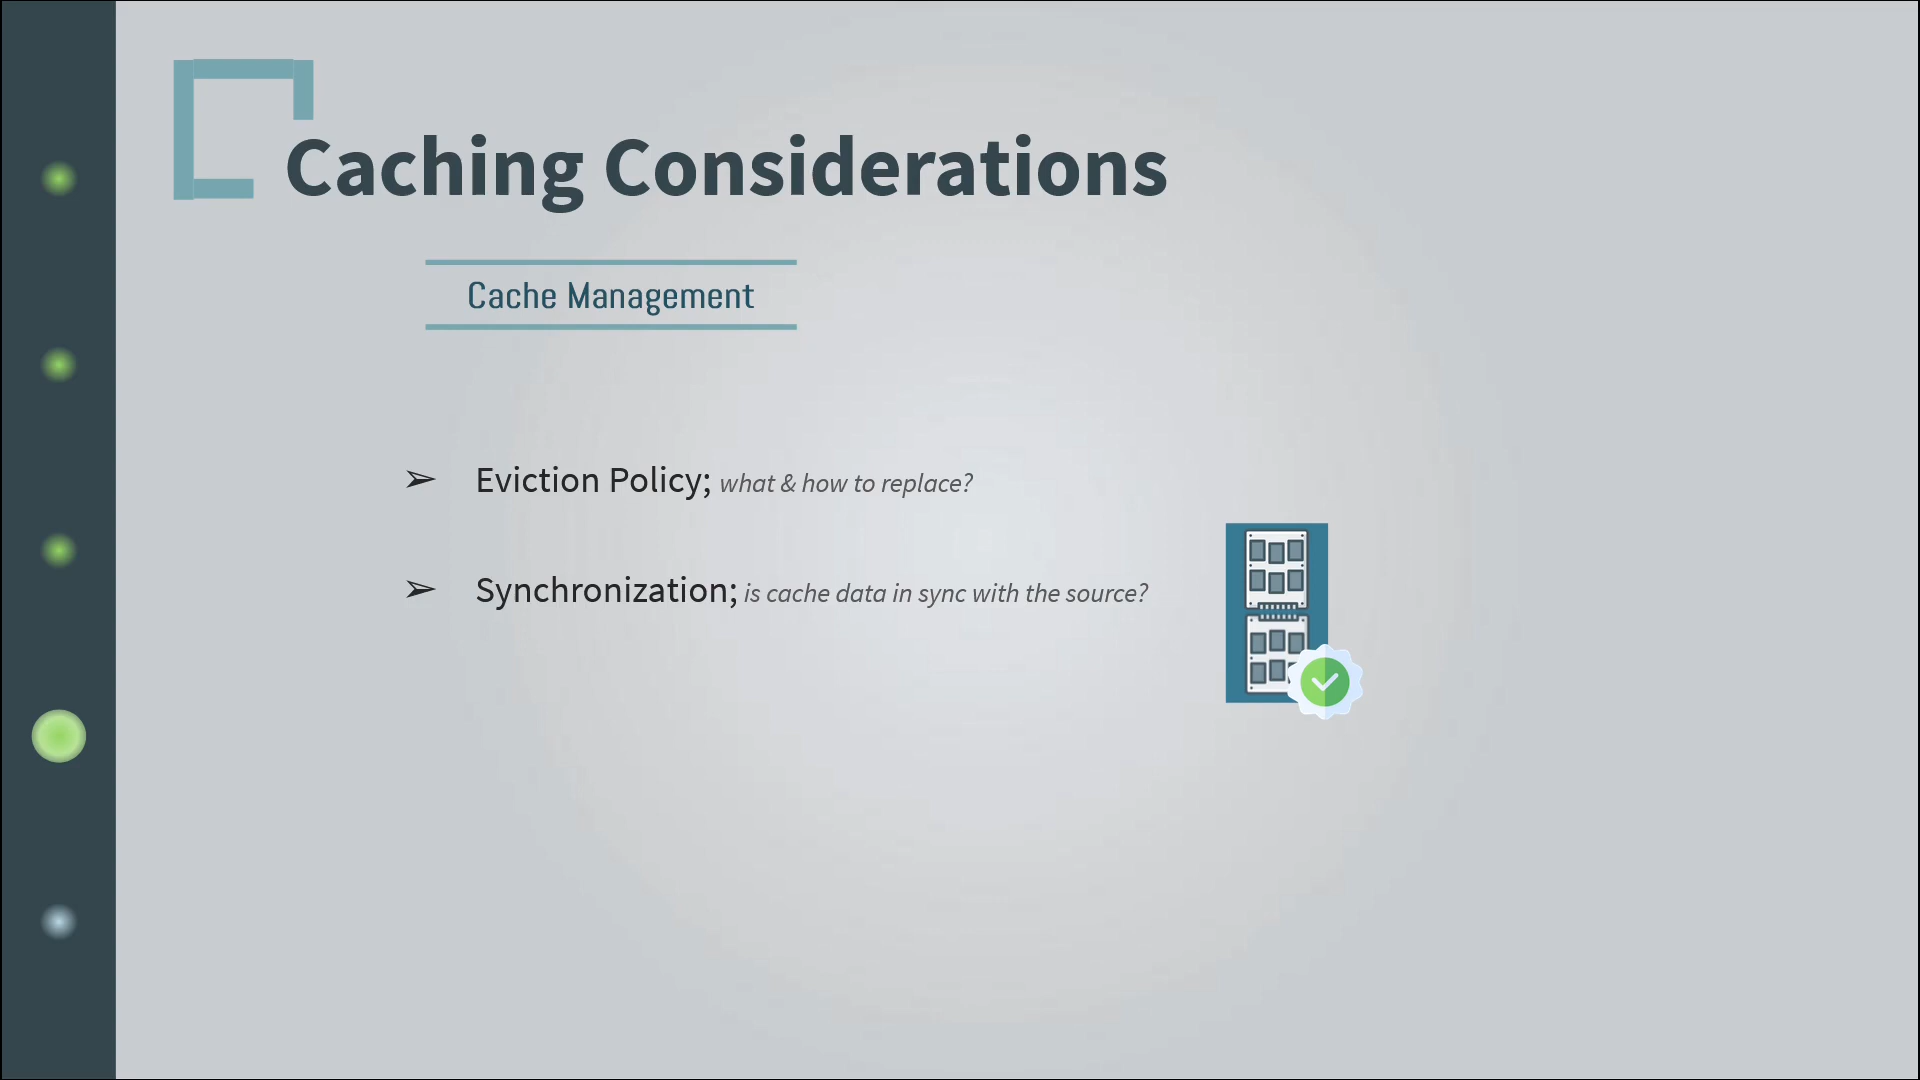 Caching Considerations
Cache Management
➢ Eviction Policy; what & how to replace?
➢ Synchronization; is cache data in sync with the source?